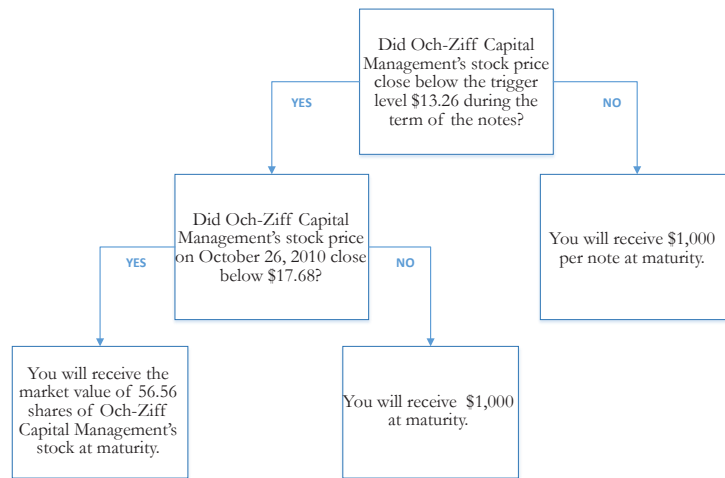 Did Och-Ziff Capital
Management’s stock price
close below the trigger
level $13.26 during the
term of the notes?
YES
NO
Did Och-Ziff Capital
Management’s stock price
on October 26, 2010 close
below $17.68?
You will receive $1,000
per note at maturity.
YES
NO
You will receive the
market value of 56.56
shares of Och-Ziff
Capital Management’s
stock at maturity.
You will receive $1,000
at maturity.